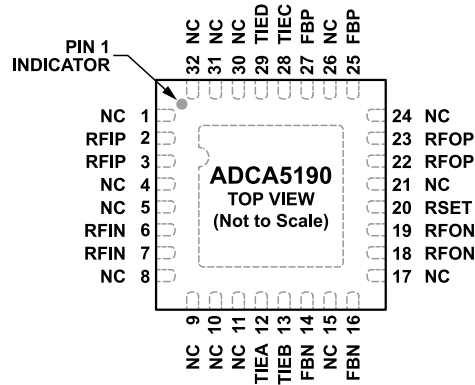 PIN 1
INDICATOR
32 NC
31 NC
30 NC
29 TIED
28 TIEC
27 FBP
26 NC
25 FBP
NC 1
RFIP 2
RFIP 3
NC 4
NC 5
RFIN 6
RFIN 7
NC 8
ADCA5190
TOP VIEW
(Not to Scale)
24 NC
23 RFOP
22 RFOP
21 NC
20 RSET
19 RFON
18 RFON
17 NC
NC 9
NC 10
NC 11
TIEA 12
TIEB 13
FBN 14
NC 15
FBN 16